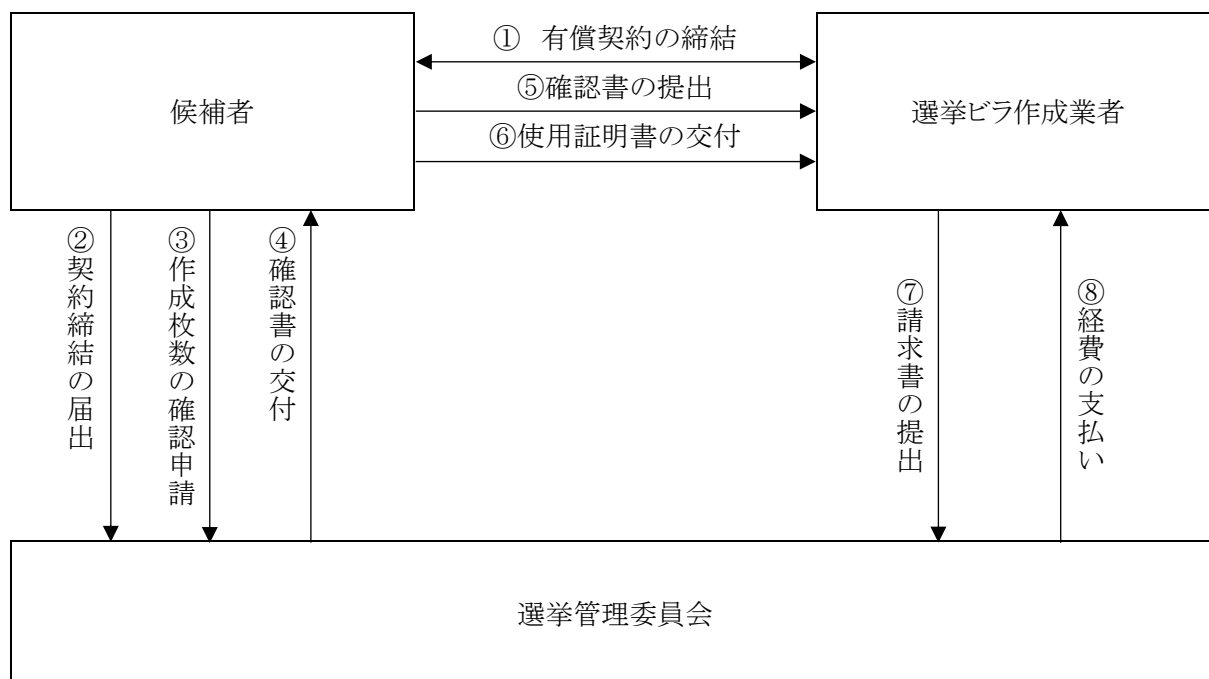 ① 有償契約の締結
候補者
⑤確認書の提出
選挙ビラ作成業者
⑥使用証明書の交付
②契約締結の届出
③作成枚数の確認申請
④確認書の交付
⑦請求書の提出
⑧経費の支払い
選挙管理委員会